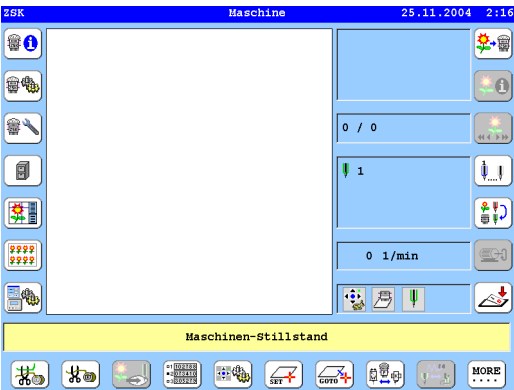 ZSK Maschine 25.11.2004 2:16
0 / 0
1
0 1/min
Maschinen-Stillstand
SET
GOTO
MORE
....